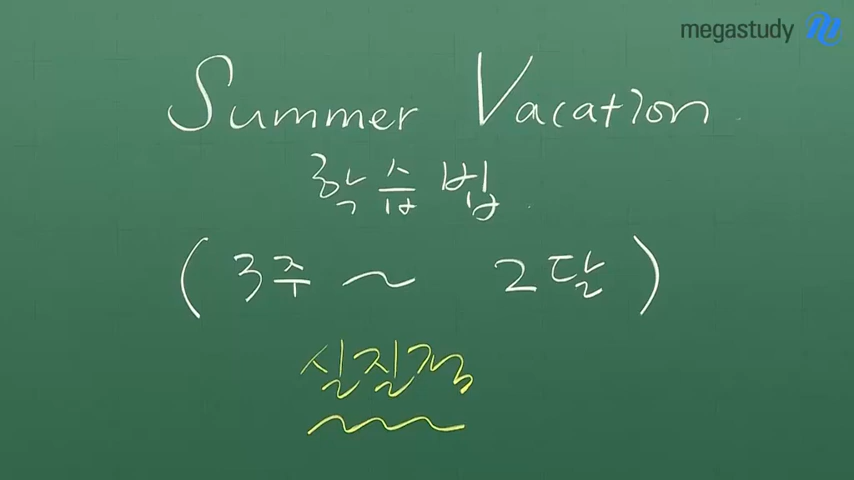 megastudy
Summer Vacation
학습법
( 3주 ~ 2달 )
실질적